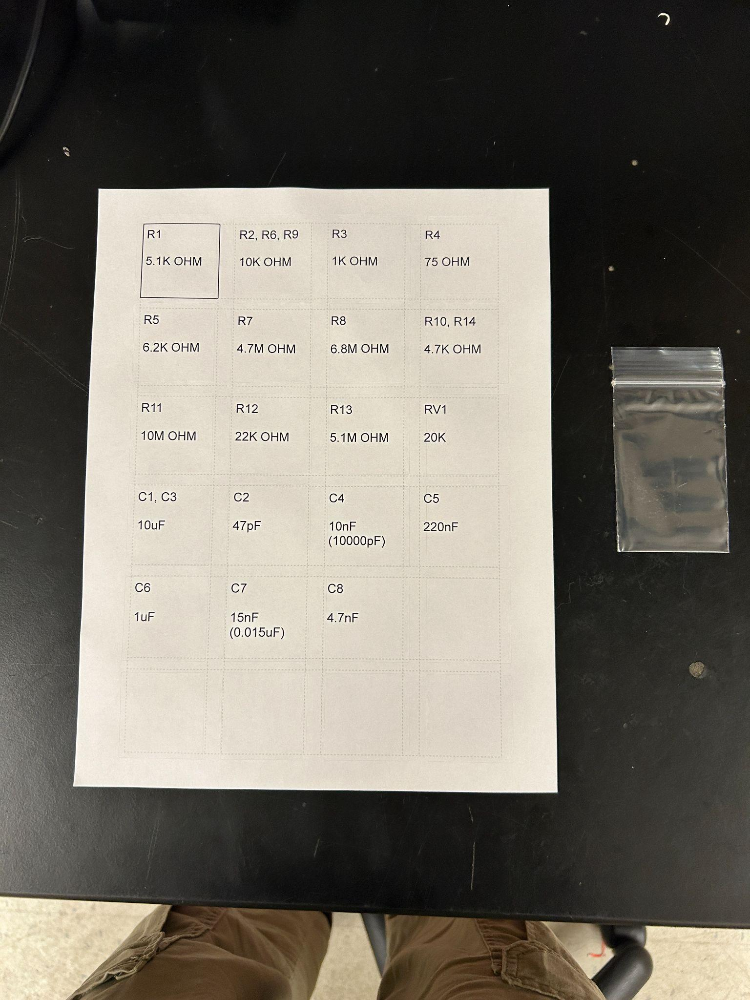 R1
5.1K OHM
R2, R6, R9
10K OHM
R3
1K OHM
R4
75 OHM
R5
6.2K OHM
R7
4.7M OHM
R8
6.8M OHM
R10, R14
4.7K OHM
R11
10M OHM
R12
22K OHM
R13
5.1M OHM
RV1
20K
C1, C3
10uF
C2
47pF
C4
10nF
(10000pF)
C5
220nF
C6
1uF
C7
15nF
(0.015uF)
C8
4.7nF